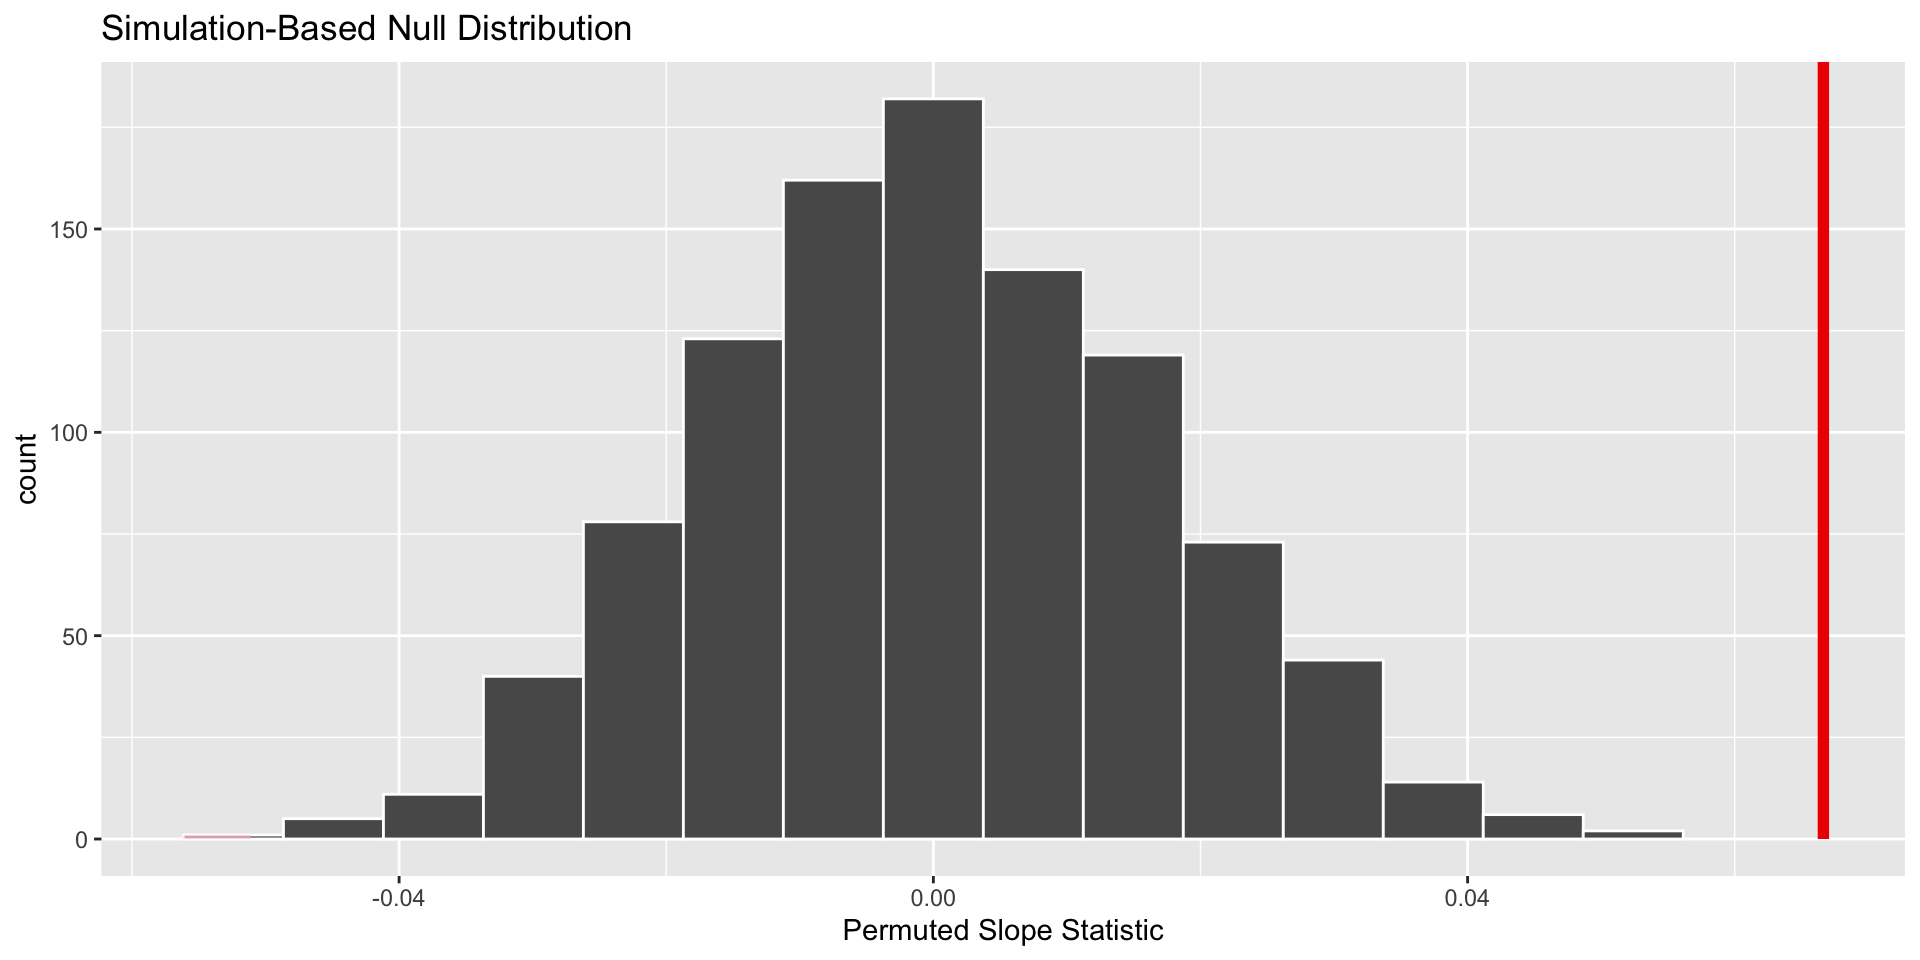 Simulation-Based Null Distribution
150
100
50
0
count
-0.04
0.00
0.04
Permuted Slope Statistic